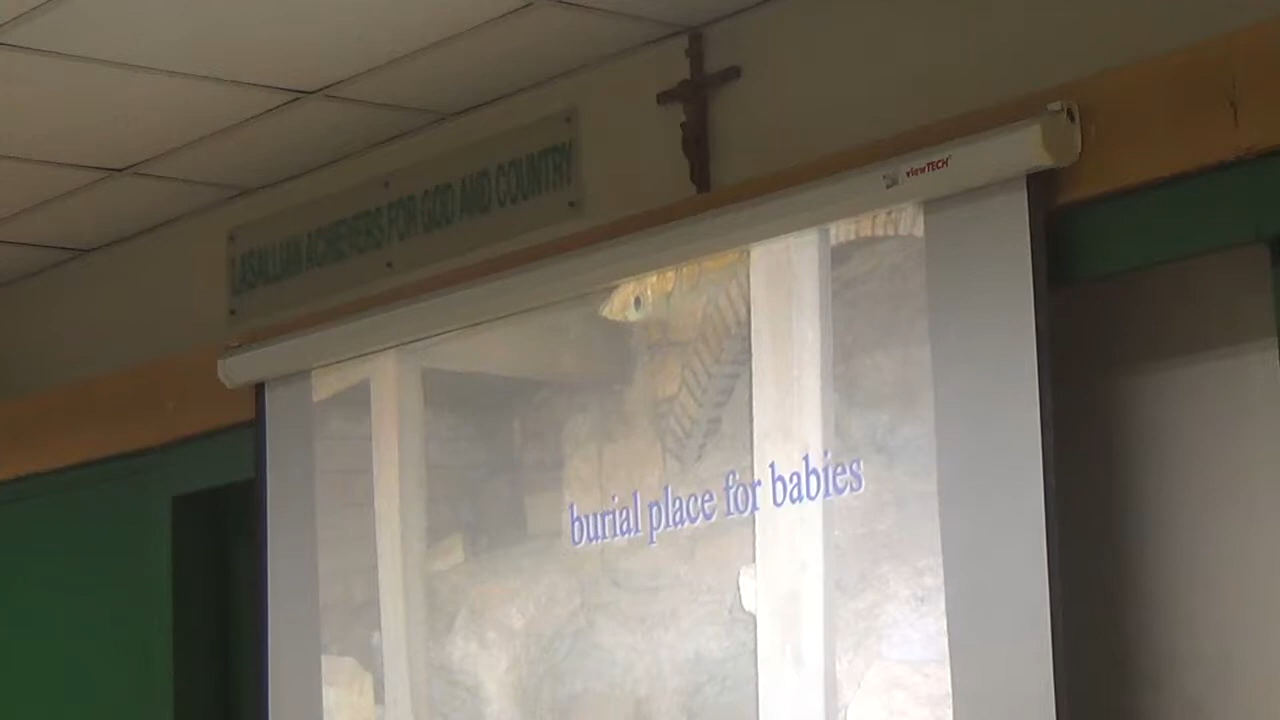 LASALLIAN ACHIEVERS FOR GOD AND COUNTRY
viewTECH
burial place for babies